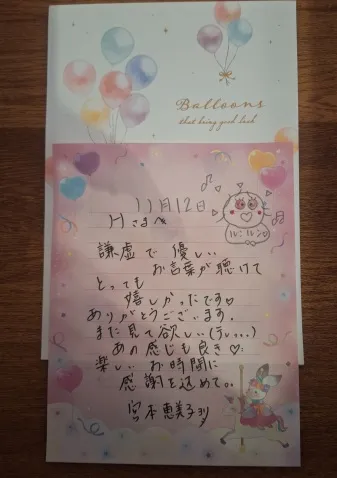 Balloons
that bring good luck
11月12日
Hさまへ
ルンルン
謙虚で優しい
お言葉が聴けて
とっても
嬉しかったです♡
ありがとうございます。
また見て欲しい(テレ...)
あの感じも良き♡
楽しいお時間に
感謝を込めて。
宮本恵美子より